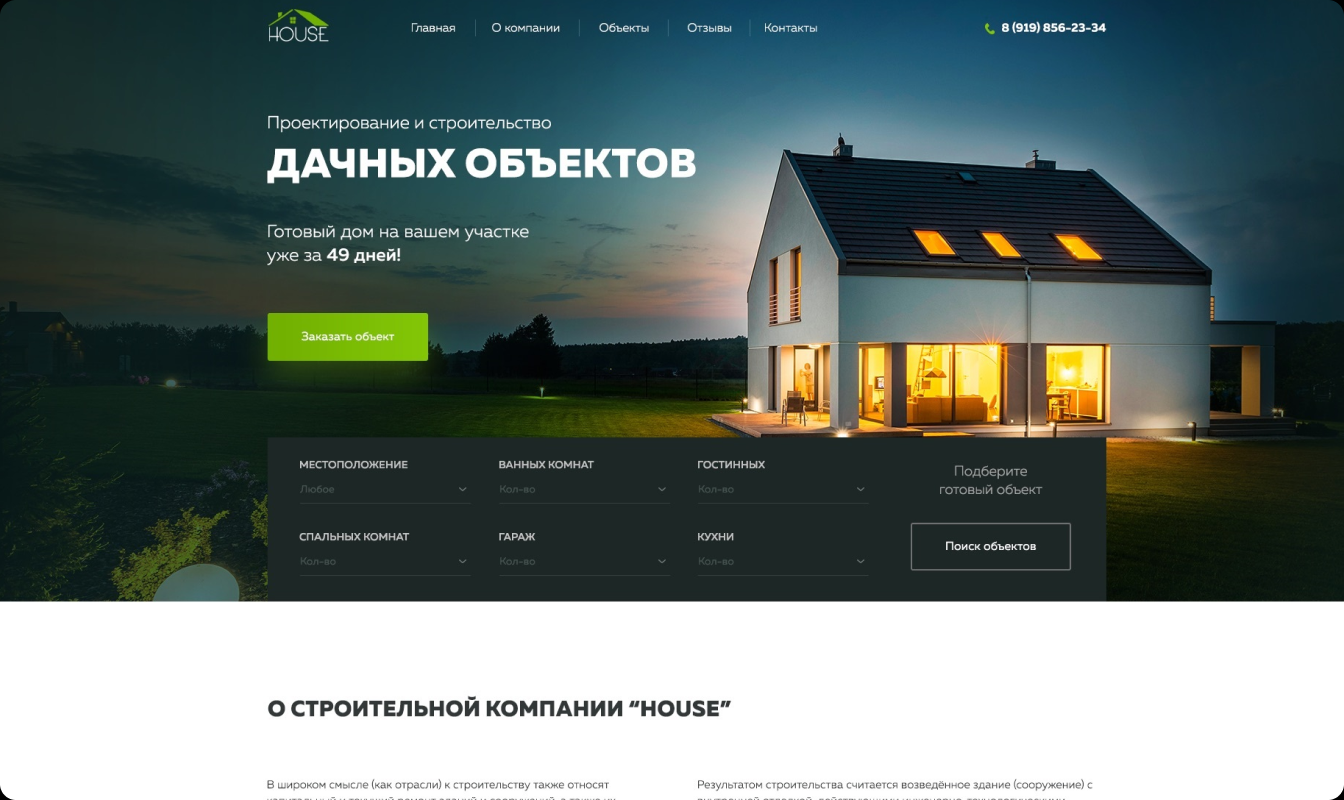 HOUSE
Главная
О компании
Объекты
Отзывы
Контакты
8 (919) 856-23-34
Проектирование и строительство
ДАЧНЫХ ОБЪЕКТОВ
Готовый дом на вашем участке
уже за 49 дней!
Заказать объект
МЕСТОПОЛОЖЕНИЕ
Любое
ВАННЫХ КОМНАТ
Кол-во
ГОСТИННЫХ
Кол-во
СПАЛЬНЫХ КОМНАТ
Кол-во
ГАРАЖ
Кол-во
КУХНИ
Кол-во
Подберите
готовый объект
Поиск объектов
О СТРОИТЕЛЬНОЙ КОМПАНИИ “HOUSE”
В широком смысле (как отрасли) к строительству также относят
Результатом строительства считается возведённое здание (сооружение) с